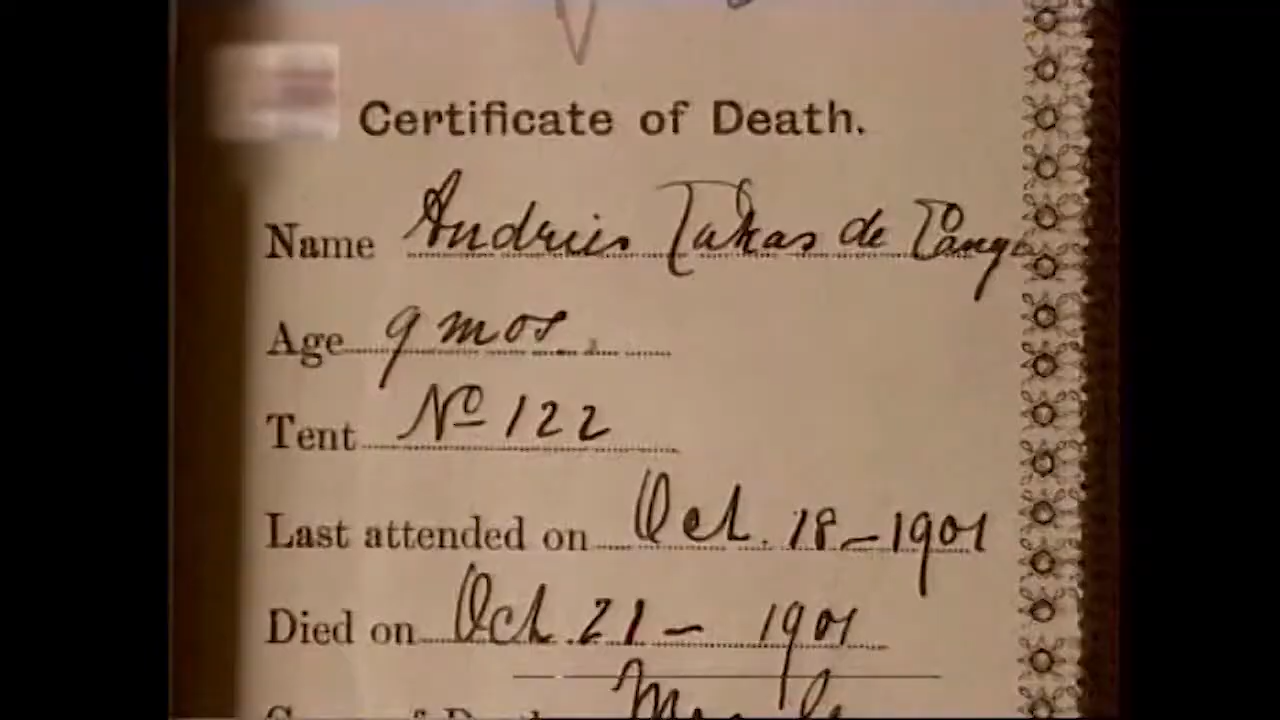 Certificate of Death.
Name Andries Lukas de Lange
Age 9 mos.
Tent No 122
Last attended on Oct. 18 - 1901
Died on Oct. 21 - 1901